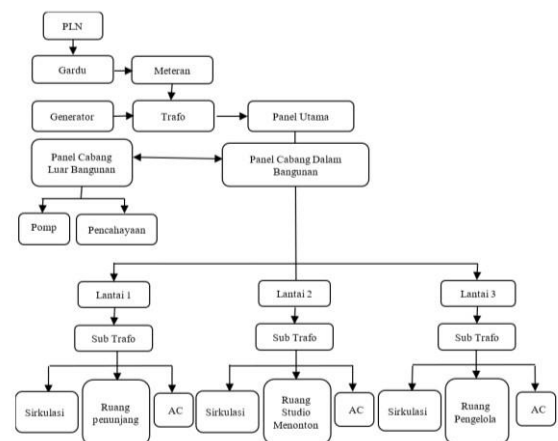 PLN
Gardu
Meteran
Generator
Trafo
Panel Utama
Panel Cabang
Luar Bangunan
Panel Cabang Dalam
Bangunan
Pomp
Pencahayaan
Lantai 1
Lantai 2
Lantai 3
Sub Trafo
Sub Trafo
Sub Trafo
Sirkulasi
Ruang
penunjang
AC
Sirkulasi
Ruang
Studio
Menonton
AC
Sirkulasi
Ruang
Pengelola
AC